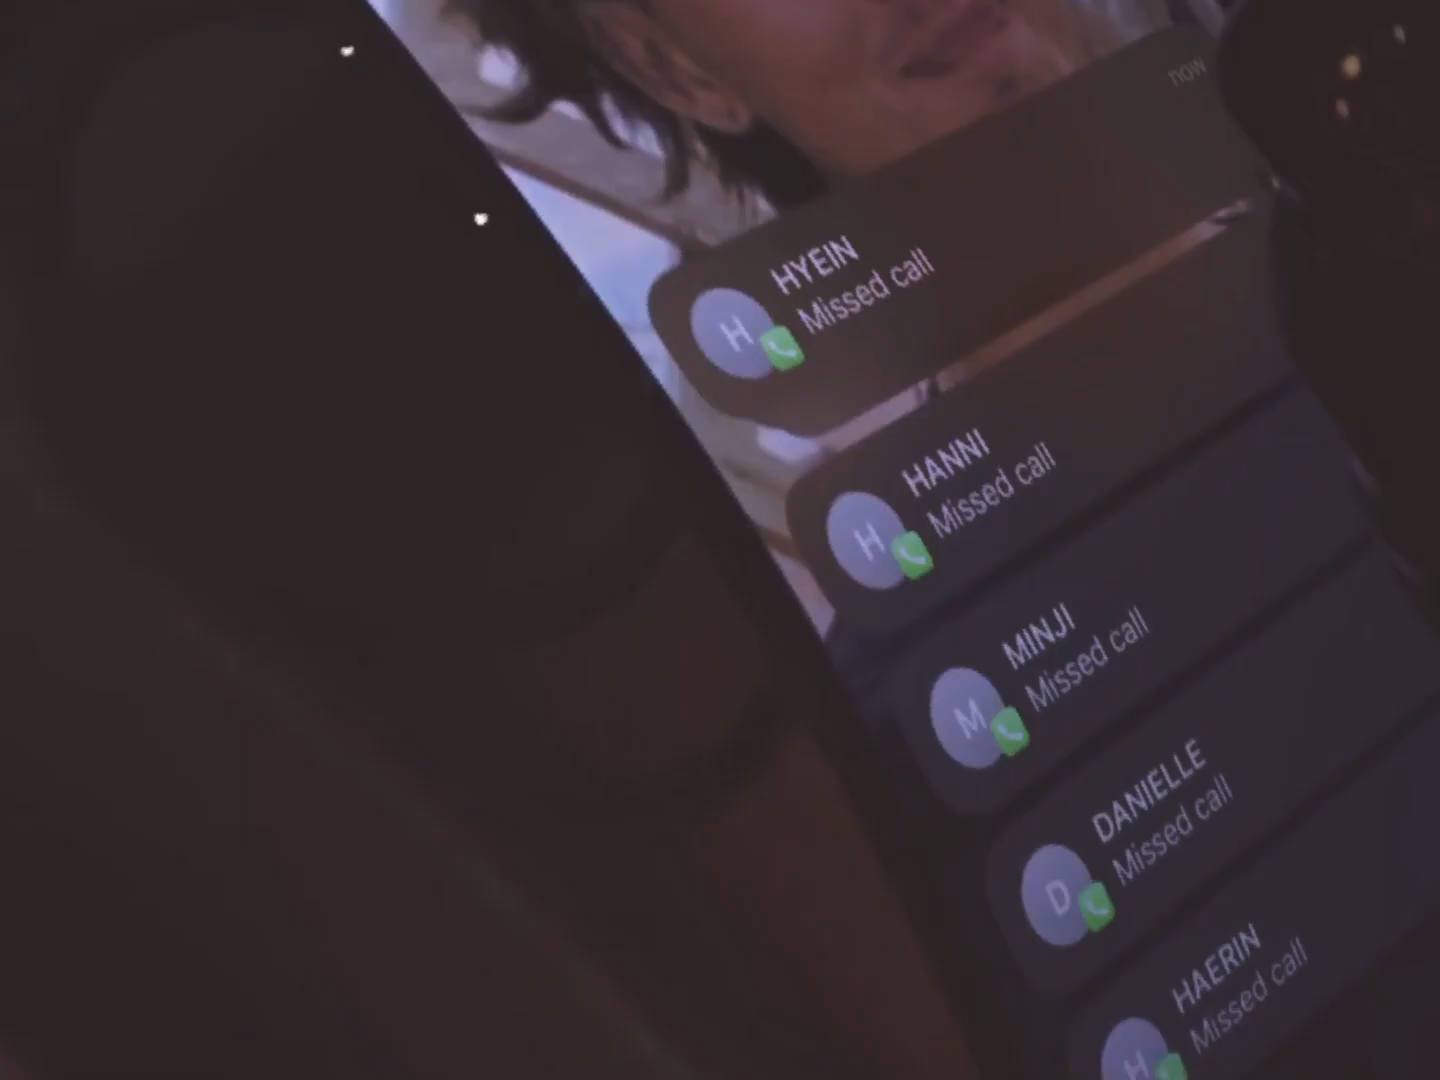 now
HYEIN
Missed call
H
HANNI
Missed call
H
MINJI
Missed call
M
DANIELLE
Missed call
D
HAERIN
Missed call
H